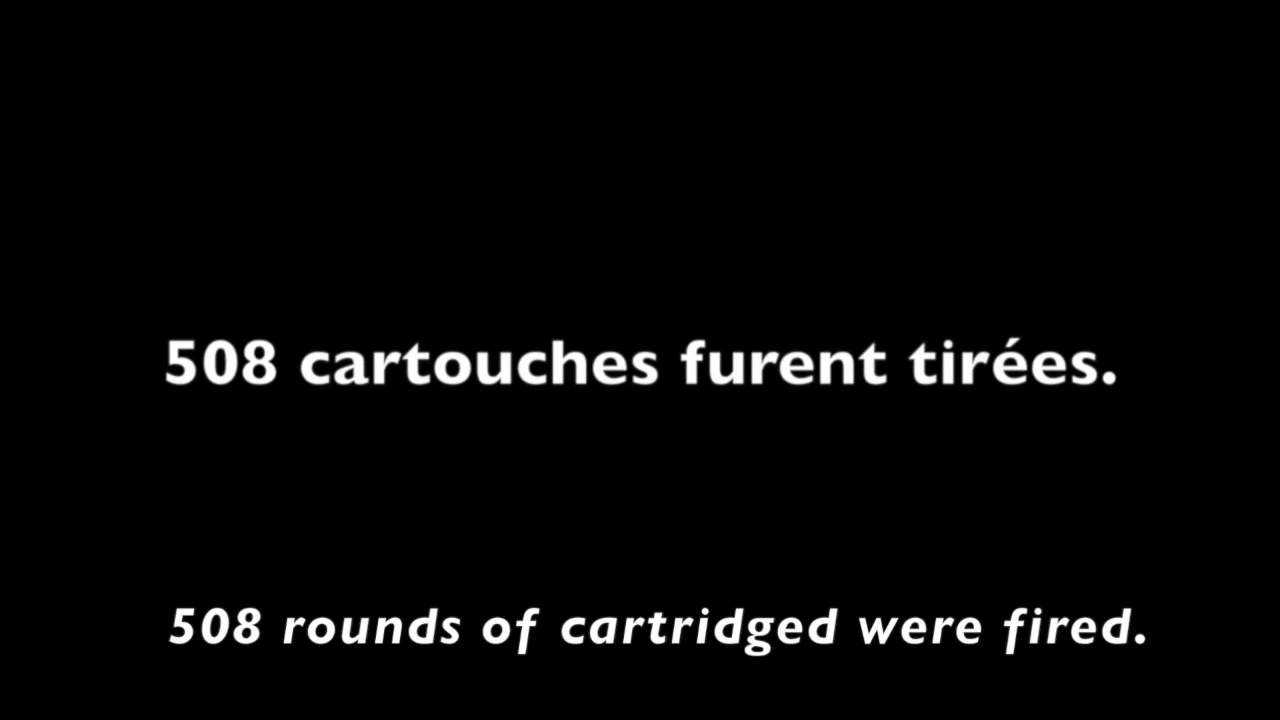 508 cartouches furent tirées.
508 rounds of cartridged were fired.